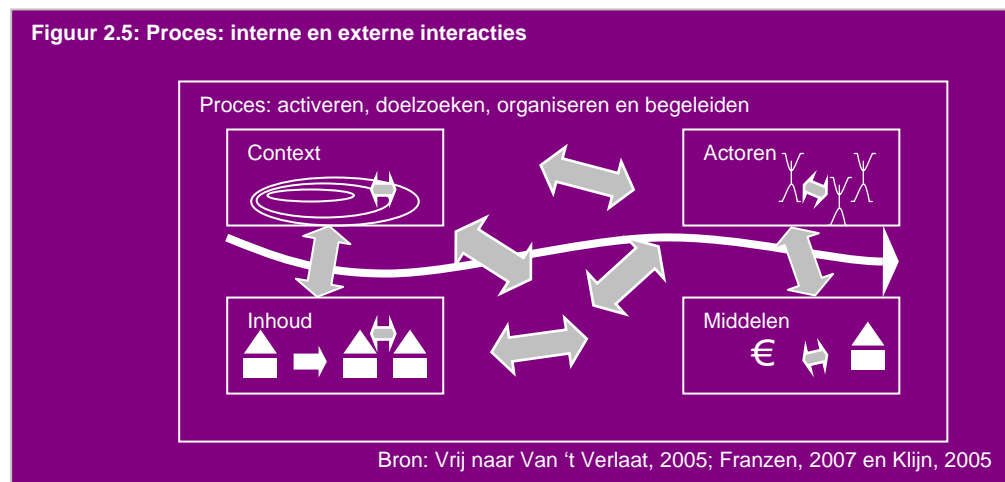 Figuur 2.5: Proces: interne en externe interacties
Proces: activeren, doelzoeken, organiseren en begeleiden
Context
Actoren
Inhoud
Middelen
€
Bron: Vrij naar Van ‘t Verlaat, 2005; Franzen, 2007 en Klijn, 2005